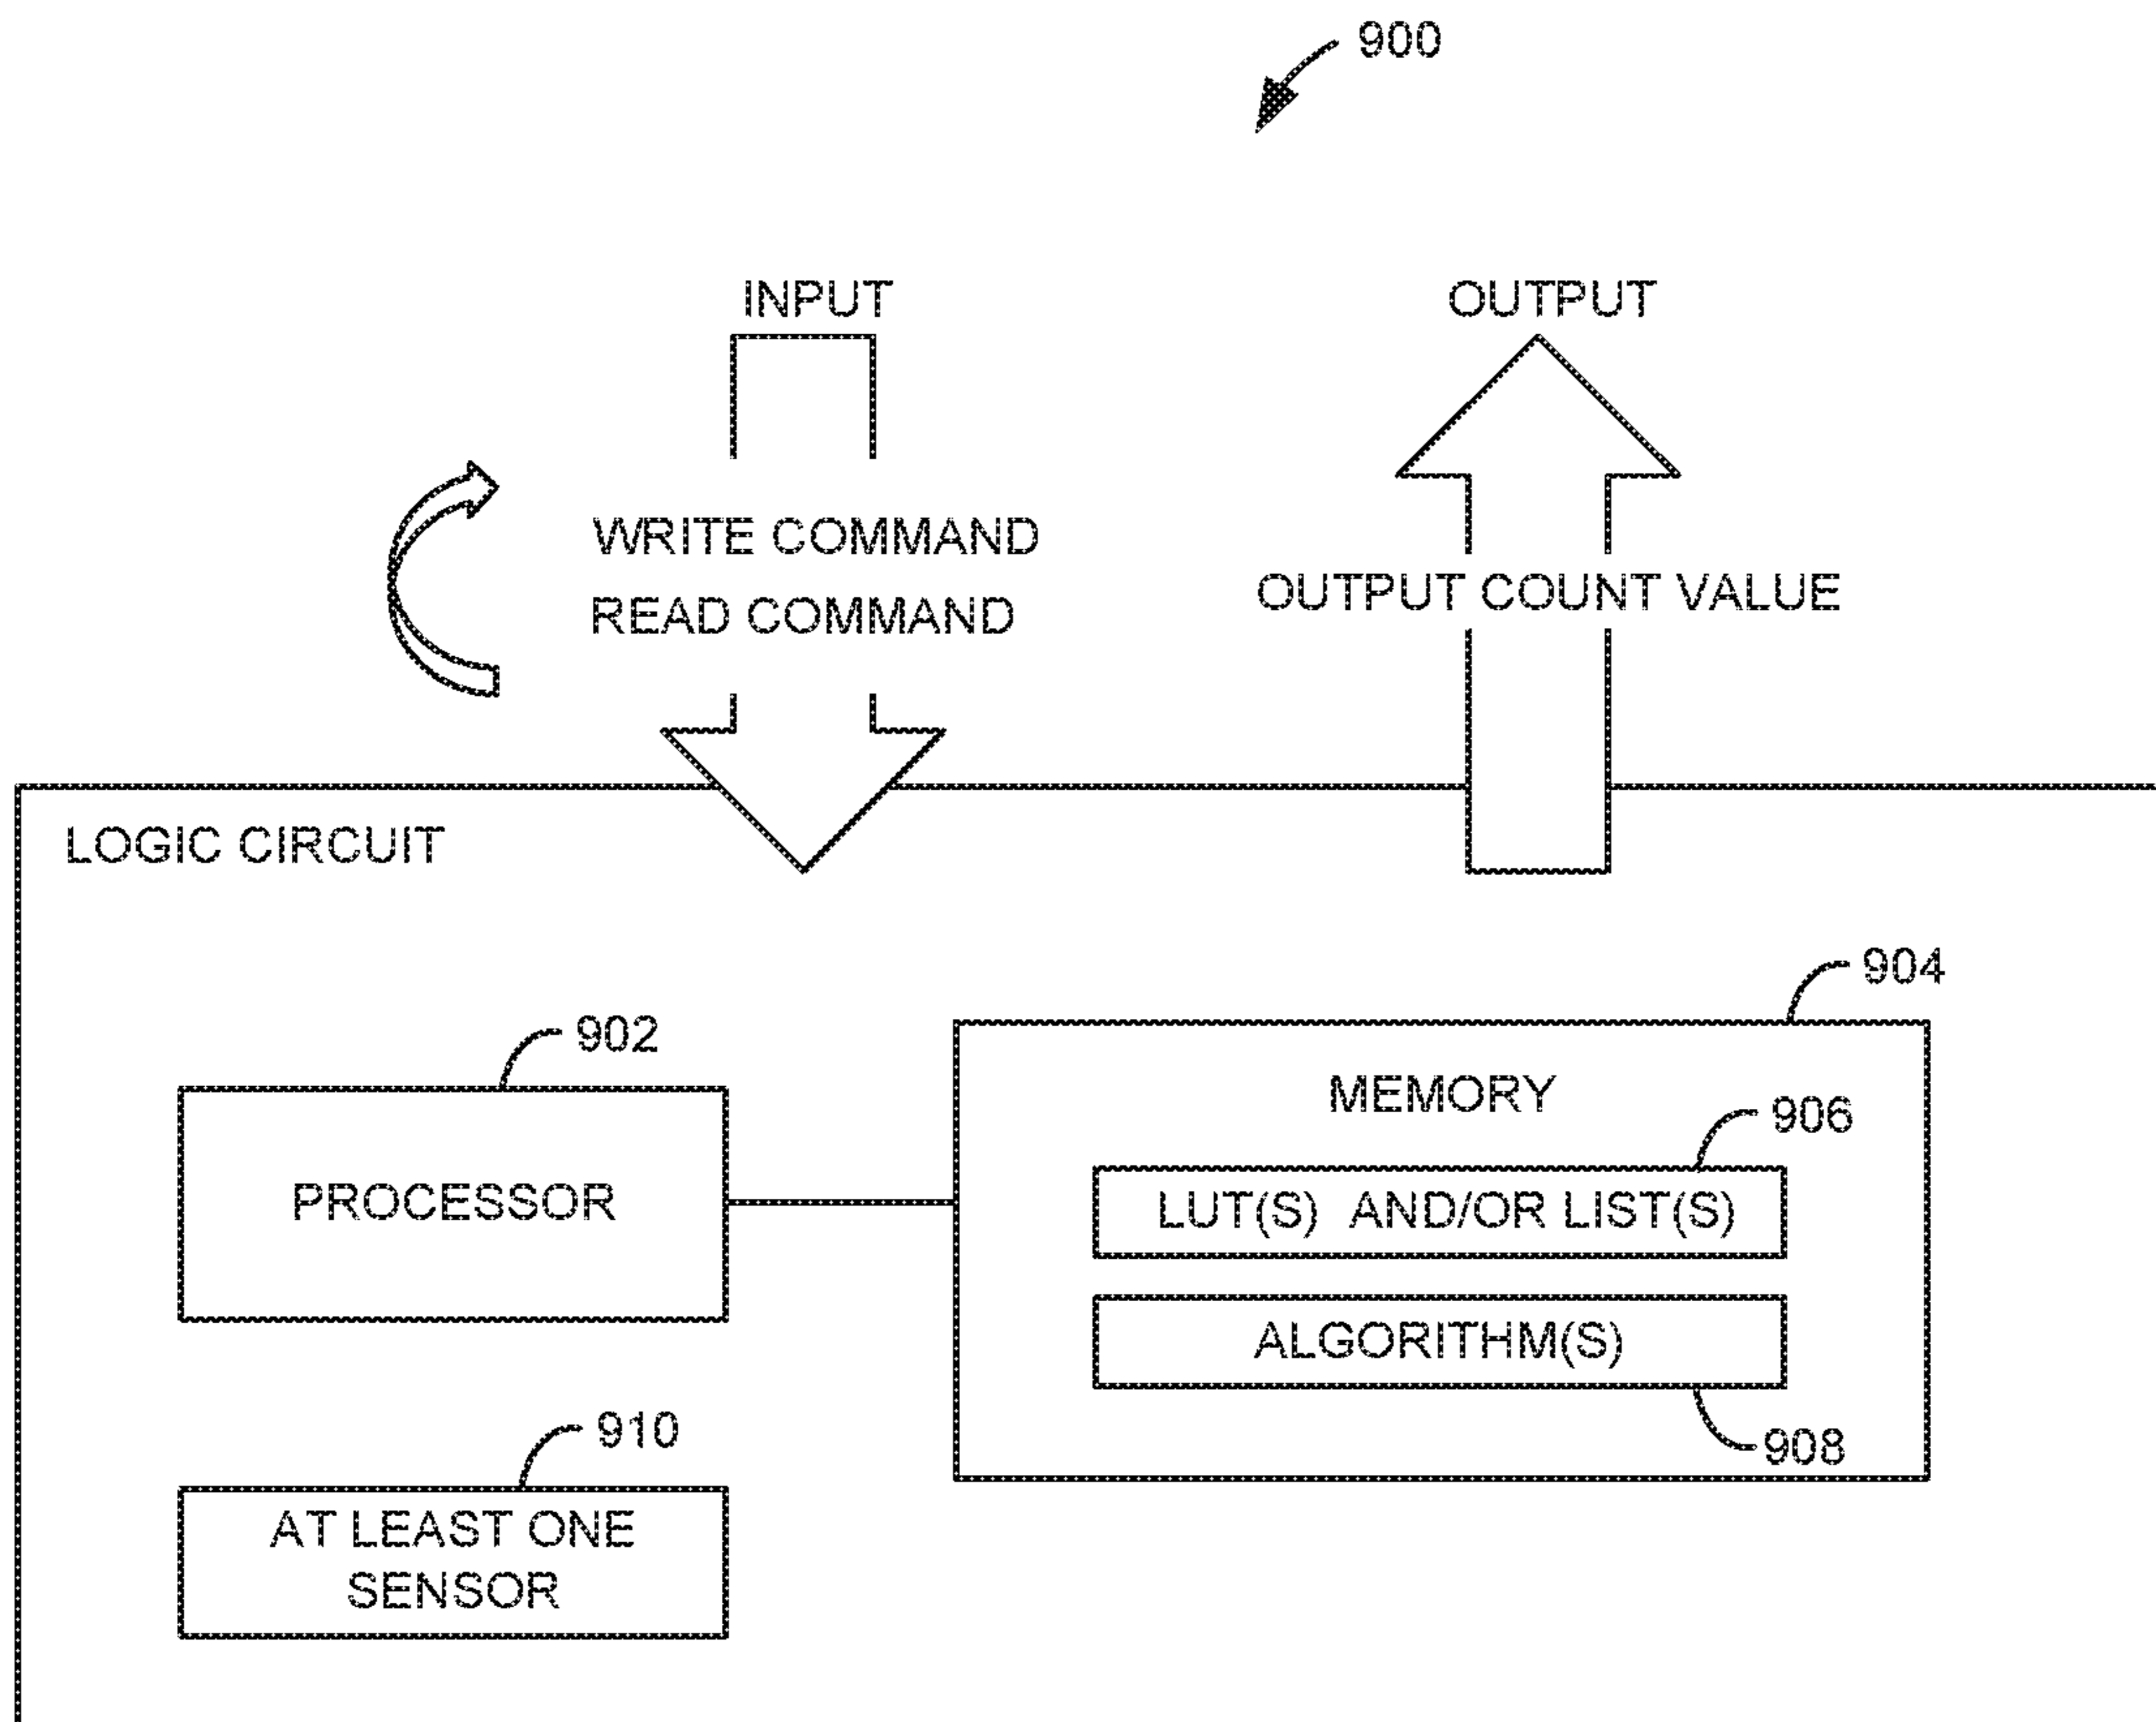 900
INPUT
OUTPUT
WRITE COMMAND
READ COMMAND
OUTPUT COUNT VALUE
LOGIC CIRCUIT
904
902
MEMORY
906
PROCESSOR
LUT(S) AND/OR LIST(S)
ALGORITHM(S)
910
908
AT LEAST ONE
SENSOR